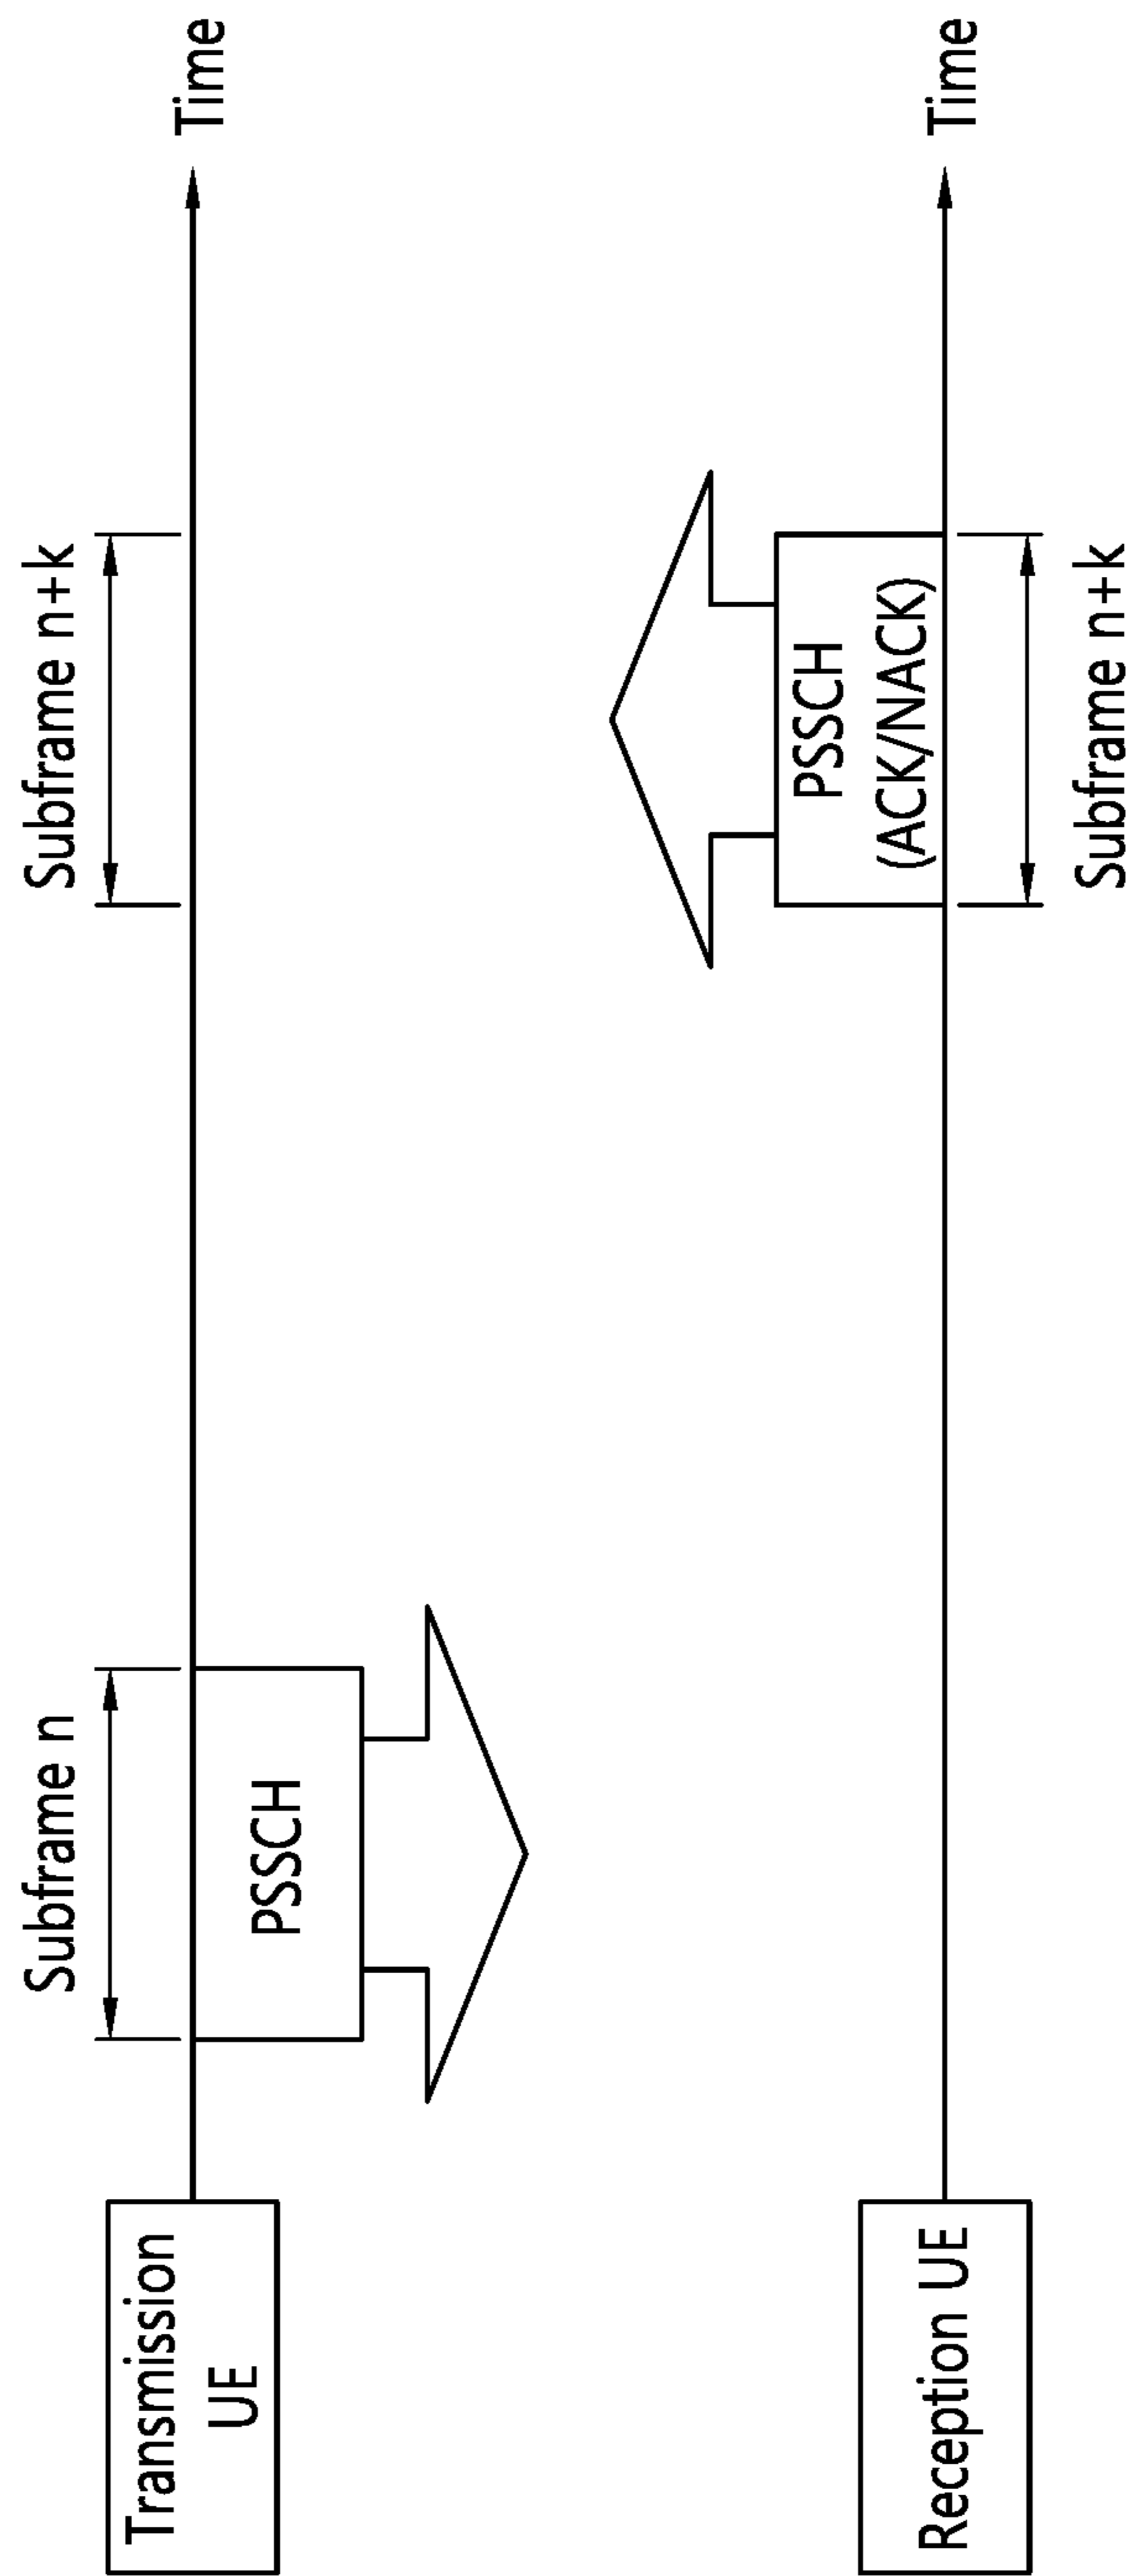 Subframe n
Subframe n+k
Transmission
UE
Time
PSSCH
PSSCH
(ACK/NACK)
Reception UE
Time
Subframe n+k